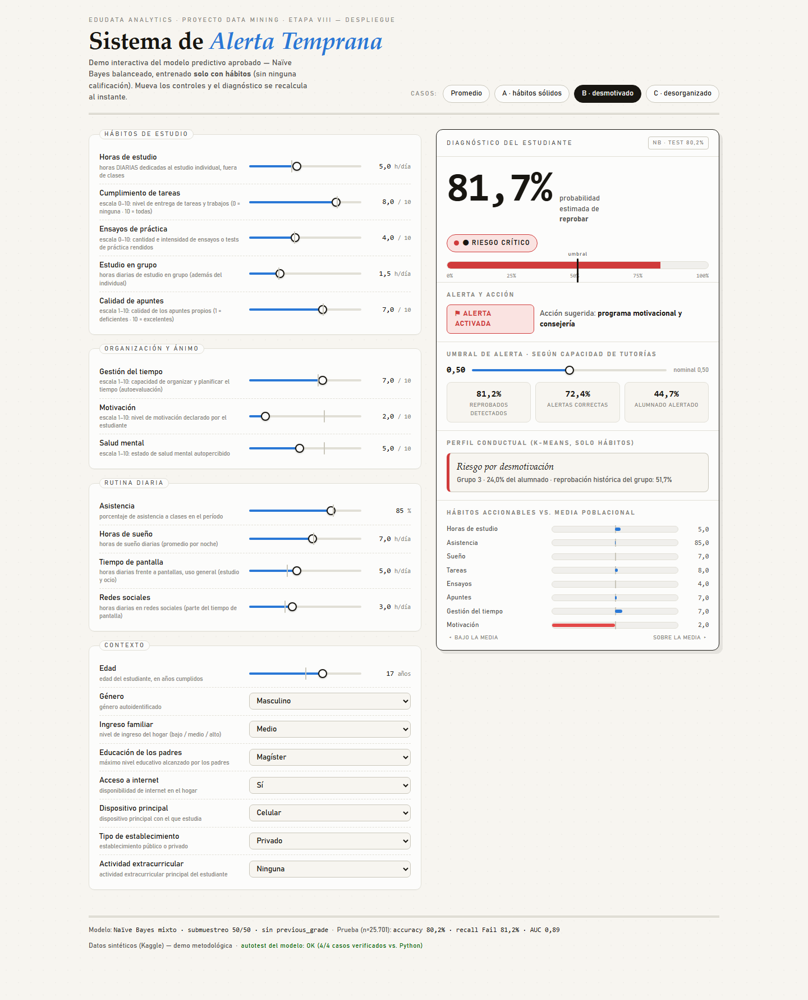 EDUDATA ANALYTICS · PROYECTO DATA MINING · ETAPA VIII — DESPLIEGUE
Sistema de Alerta Temprana
Demo interactiva del modelo predictivo aprobado — Naïve
Bayes balanceado, entrenado solo con hábitos (sin ninguna
calificación). Mueva los controles y el diagnóstico se recalcula
al instante.
CASOS:
Promedio
A · hábitos sólidos
B · desmotivado
C · desorganizado
HÁBITOS DE ESTUDIO
Horas de estudio
horas DIARIAS dedicadas al estudio individual, fuera
de clases
5,0 h/día
Cumplimiento de tareas
escala 0–10: nivel de entrega de tareas y trabajos (0 =
ninguna · 10 = todas)
8,0 / 10
Ensayos de práctica
escala 0–10: cantidad e intensidad de ensayos o tests
de práctica rendidos
4,0 / 10
Estudio en grupo
horas diarias de estudio en grupo (además del
individual)
1,5 h/día
Calidad de apuntes
escala 1–10: calidad de los apuntes propios (1 =
deficientes · 10 = excelentes)
7,0 / 10
ORGANIZACIÓN Y ÁNIMO
Gestión del tiempo
escala 1–10: capacidad de organizar y planificar el
tiempo (autoevaluación)
7,0 / 10
Motivación
escala 1–10: nivel de motivación declarado por el
estudiante
2,0 / 10
Salud mental
escala 1–10: estado de salud mental autopercibido
5,0 / 10
RUTINA DIARIA
Asistencia
porcentaje de asistencia a clases en el período
85 %
Horas de sueño
horas de sueño diarias (promedio por noche)
7,0 h/día
Tiempo de pantalla
horas diarias frente a pantallas, uso general (estudio
y ocio)
5,0 h/día
Redes sociales
horas diarias en redes sociales (parte del tiempo de
pantalla)
3,0 h/día
CONTEXTO
Edad
edad del estudiante, en años cumplidos
17 años
Género
género autoidentificado
Masculino
Ingreso familiar
nivel de ingreso del hogar (bajo / medio / alto)
Medio
Educación de los padres
máximo nivel educativo alcanzado por los padres
Magíster
Acceso a internet
disponibilidad de internet en el hogar
Sí
Dispositivo principal
dispositivo principal con el que estudia
Celular
Tipo de establecimiento
establecimiento público o privado
Privado
Actividad extracurricular
actividad extracurricular principal del estudiante
Ninguna
DIAGNÓSTICO DEL ESTUDIANTE
NB · TEST 80,2%
81,7%
probabilidad
estimada de
reprobar
● RIESGO CRÍTICO
umbral
0%
25%
50%
75%
100%
ALERTA Y ACCIÓN
⚑ ALERTA
ACTIVADA
Acción sugerida: programa motivacional y
consejería
UMBRAL DE ALERTA · SEGÚN CAPACIDAD DE TUTORÍAS
0,50
nominal 0,50
81,2%
REPROBADOS
DETECTADOS
72,4%
ALERTAS CORRECTAS
44,7%
ALUMNADO ALERTADO
PERFIL CONDUCTUAL (K-MEANS, SOLO HÁBITOS)
Riesgo por desmotivación
Grupo 3 · 24,0% del alumnado · reprobación histórica del grupo: 51,7%
HÁBITOS ACCIONABLES VS. MEDIA POBLACIONAL
Horas de estudio 5,0
Asistencia 85,0
Sueño 7,0
Tareas 8,0
Ensayos 4,0
Apuntes 7,0
Gestión del tiempo 7,0
Motivación 2,0
◂ BAJO LA MEDIA
SOBRE LA MEDIA ▸
Modelo: Naïve Bayes mixto · submuestreo 50/50 · sin previous_grade · Prueba (n=25.701): accuracy 80,2% · recall Fail 81,2% · AUC 0,89
Datos sintéticos (Kaggle) — demo metodológica · autotest del modelo: OK (4/4 casos verificados vs. Python)